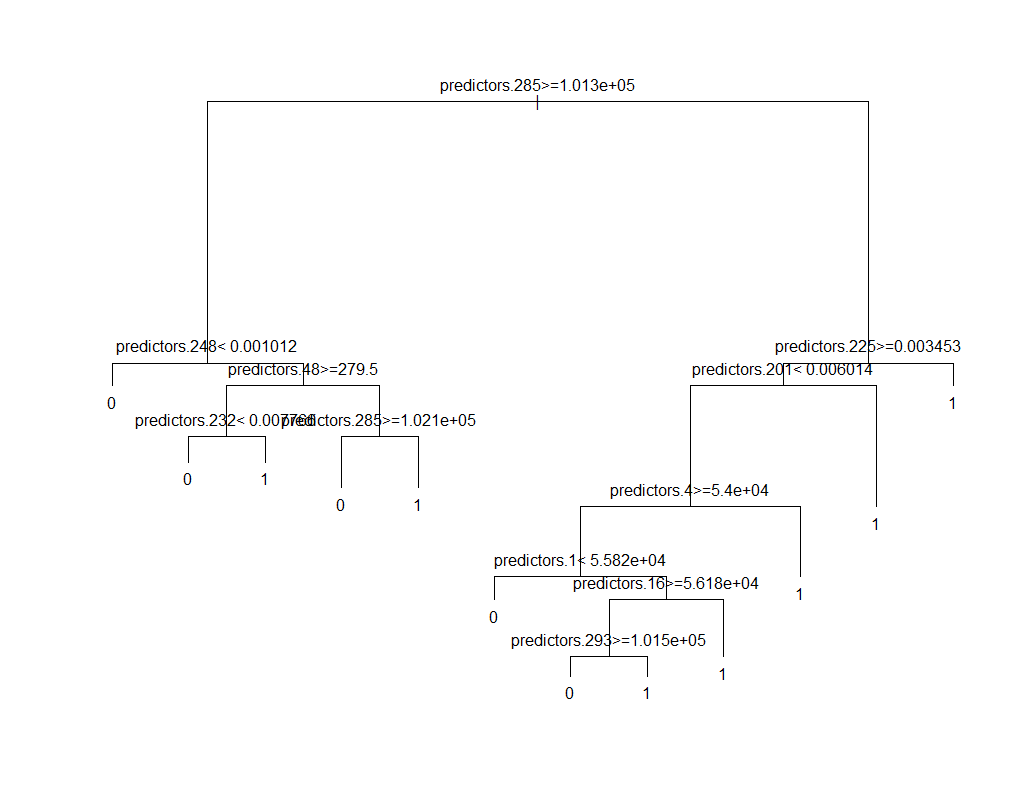 predictors.285>=1.013e+05
predictors.248< 0.001012
predictors.225>=0.003453
predictors.48>=279.5
predictors.201< 0.006014
0
1
predictors.232< 0.007766
predictors.285>=1.021e+05
0
1
0
1
predictors.4>=5.4e+04
1
predictors.1< 5.582e+04
predictors.16>=5.618e+04
1
0
predictors.293>=1.015e+05
1
0
1